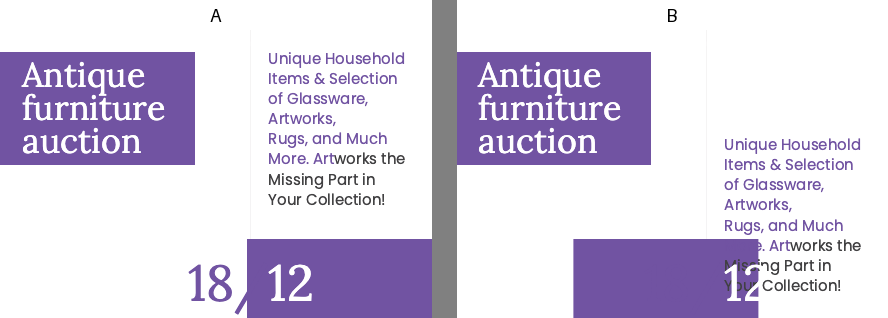 A
Antique
furniture
auction
Unique Household
Items & Selection
of Glassware,
Artworks,
Rugs, and Much
More. Artworks the
Missing Part in
Your Collection!
18/12
B
Antique
furniture
auction
Unique Household
Items & Selection
of Glassware,
Artworks,
Rugs, and Much
Artworks the
Part in
Collection!
12